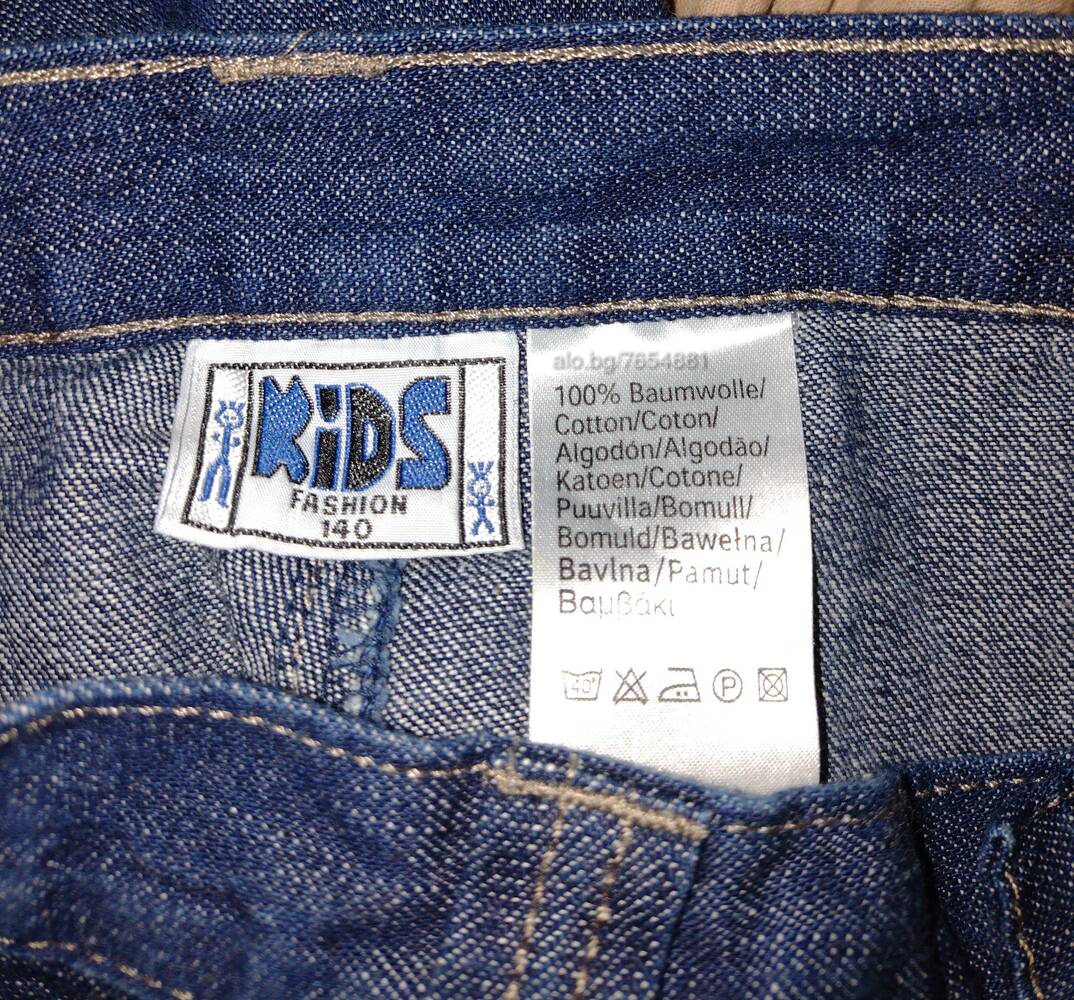 KiDS
FASHION
140
alo.bg/7654881
100% Baumwolle/
Cotton/Coton/
Algodón/Algodão/
Katoen/Cotone/
Puuvilla/Bomull/
Bomuld/Bawełna/
Bavlna/Pamut/
Βαμβάκι
40°
P